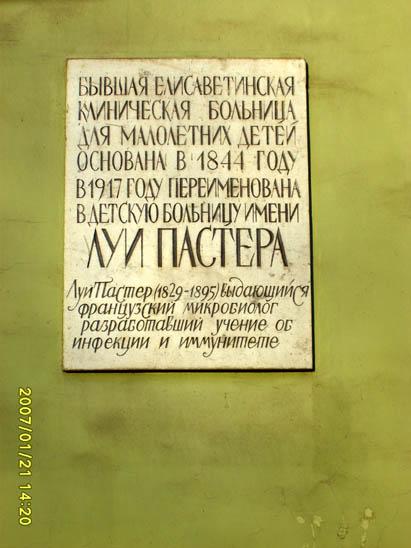 БЫВШАЯ ЕЛИСАВЕТИНСКАЯ
КЛИНИЧЕСКАЯ БОЛЬНИЦА
ДЛЯ МАЛОЛЕТНИХ ДЕТЕЙ
ОСНОВАНА В 1844 ГОДУ
В 1917 ГОДУ ПЕРЕИМЕНОВАНА
В ДЕТСКУЮ БОЛЬНИЦУ ИМЕНИ
ЛУИ ПАСТЕРА
Луи Пастер (1829-1895) выдающийся
французский микробиолог
разработавший учение об
инфекции и иммунитете
2007/01/21 14:20